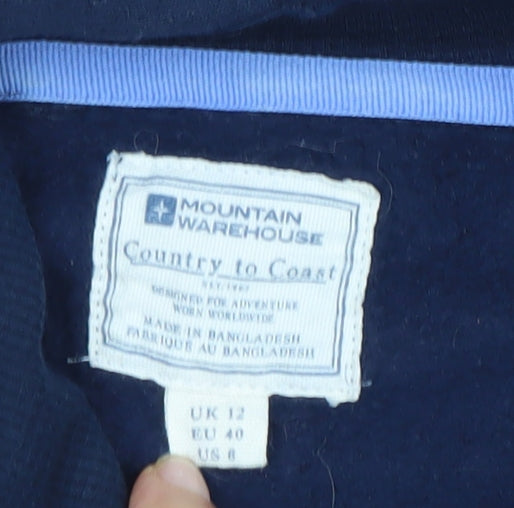 MOUNTAIN
WAREHOUSE
Country to Coast
EST. 1997
DESIGNED FOR ADVENTURE
WORN WORLDWIDE
MADE IN BANGLADESH
FABRIQUE AU BANGLADESH
UK 12
EU 40
US 8